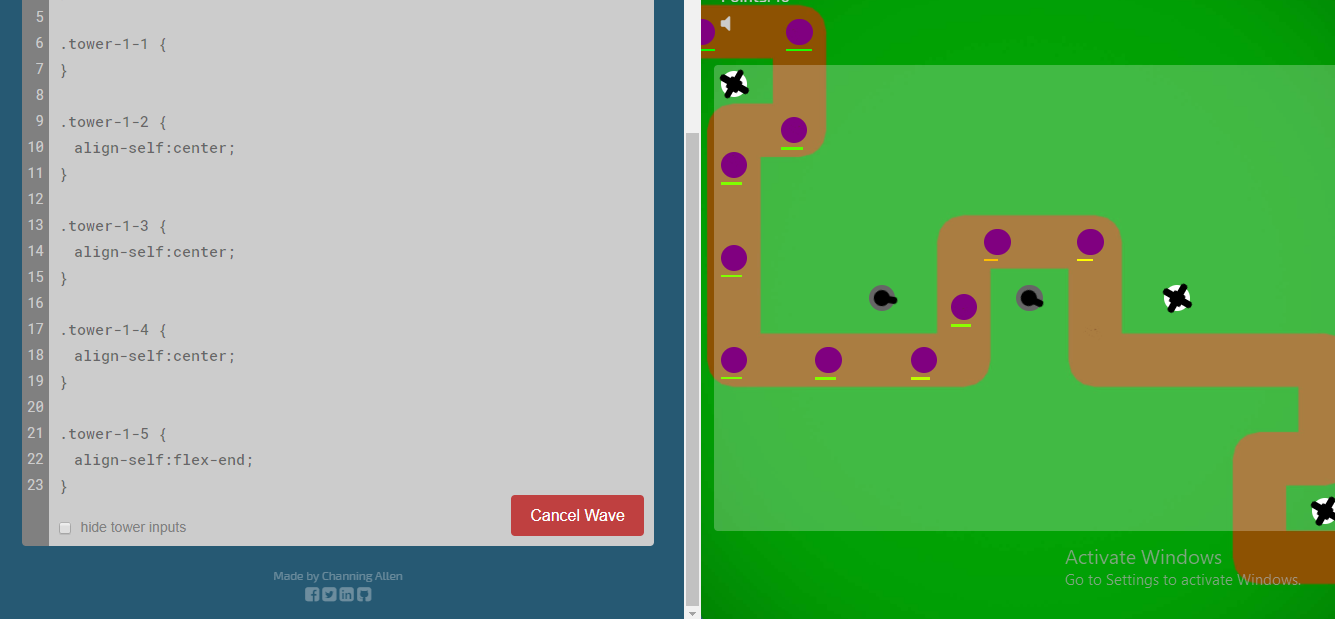 5
6 .tower-1-1 {
7 }
8
9 .tower-1-2 {
10 align-self:center;
11 }
12
13 .tower-1-3 {
14 align-self:center;
15 }
16
17 .tower-1-4 {
18 align-self:center;
19 }
20
21 .tower-1-5 {
22 align-self:flex-end;
23 }
hide tower inputs
Cancel Wave
Made by Channing Allen
Activate Windows
Go to Settings to activate Windows.